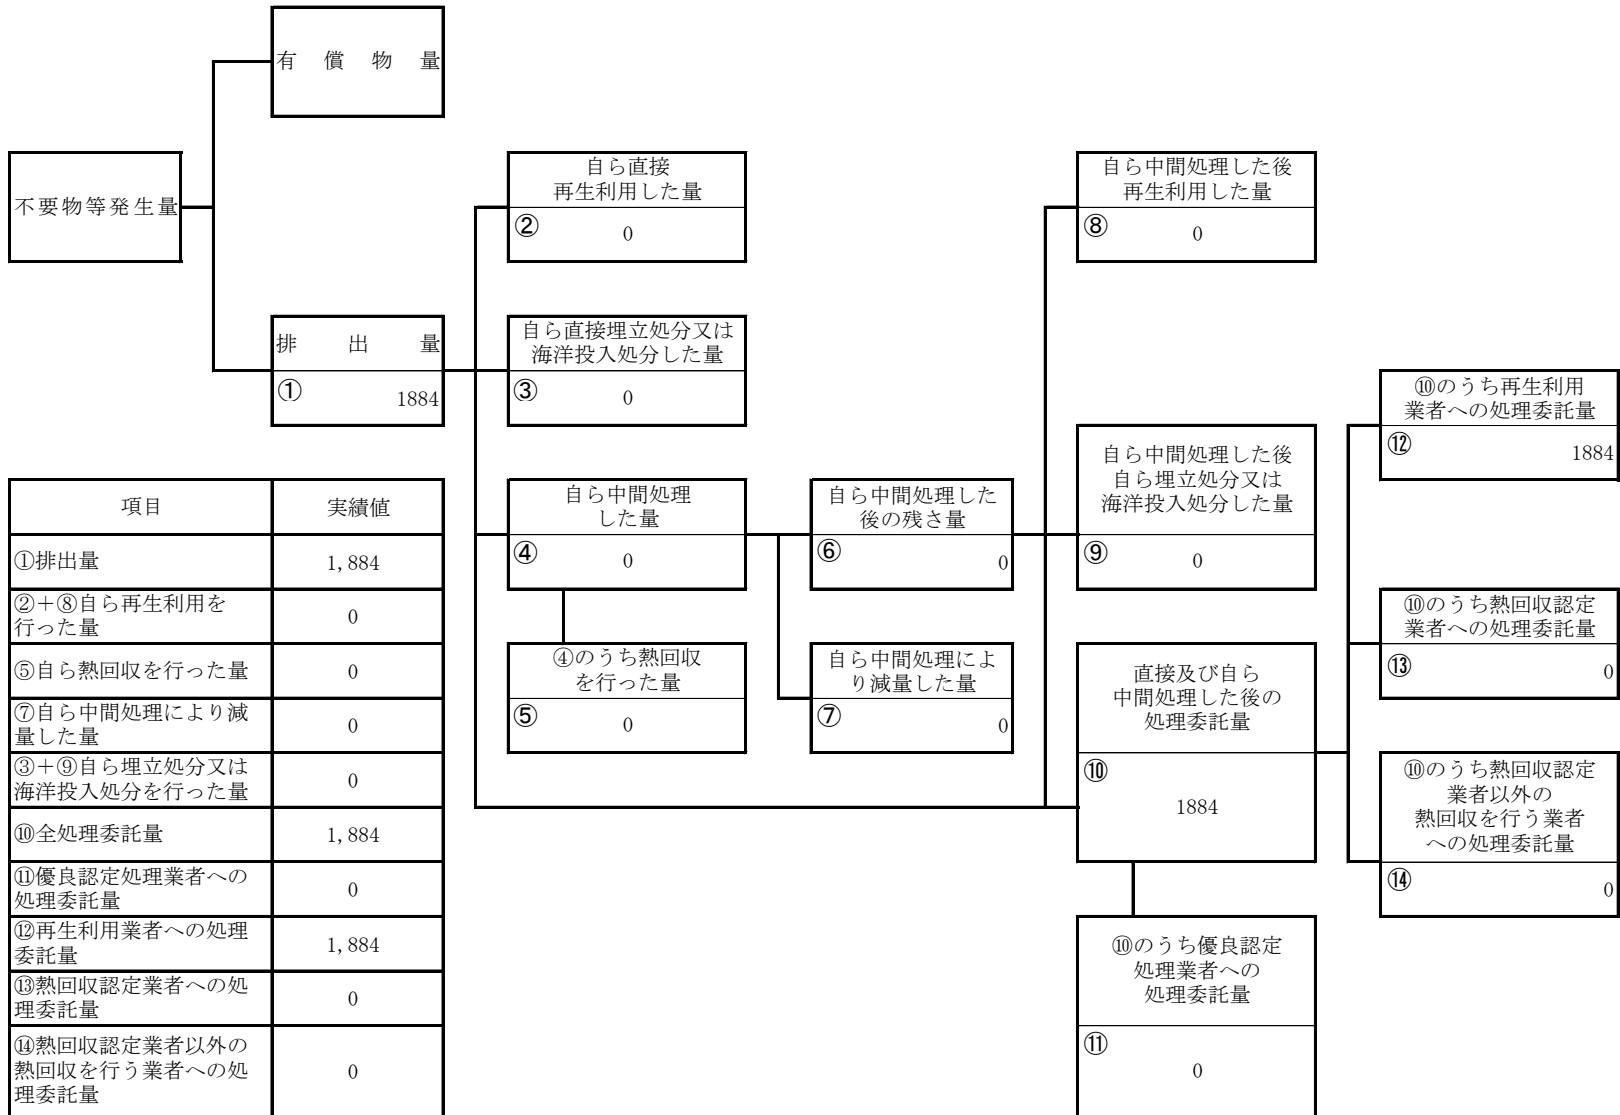 有償物量
不要物等発生量
排出量
① 1884
自ら直接
再生利用した量
② 0
自ら直接埋立処分又は
海洋投入処分した量
③ 0
自ら中間処理
した量
④ 0
④のうち熱回収
を行った量
⑤ 0
自ら中間処理した
後の残さ量
⑥ 0
自ら中間処理によ
り減量した量
⑦ 0
自ら中間処理した後
再生利用した量
⑧ 0
自ら中間処理した後
自ら埋立処分又は
海洋投入処分した量
⑨ 0
直接及び自ら
中間処理した後の
処理委託量
⑩
1884
⑩のうち優良認定
処理業者への
処理委託量
⑪
0
⑩のうち再生利用
業者への処理委託量
⑫ 1884
⑩のうち熱回収認定
業者への処理委託量
⑬ 0
⑩のうち熱回収認定
業者以外の
熱回収を行う業者
への処理委託量
⑭ 0
項目 実績値
①排出量 1,884
②+⑧自ら再生利用を
行った量 0
⑤自ら熱回収を行った量 0
⑦自ら中間処理により減
量した量 0
③+⑨自ら埋立処分又は
海洋投入処分を行った量 0
⑩全処理委託量 1,884
⑪優良認定処理業者への
処理委託量 0
⑫再生利用業者への処理
委託量 1,884
⑬熱回収認定業者への処
理委託量 0
⑭熱回収認定業者以外の
熱回収を行う業者への処 0
理委託量